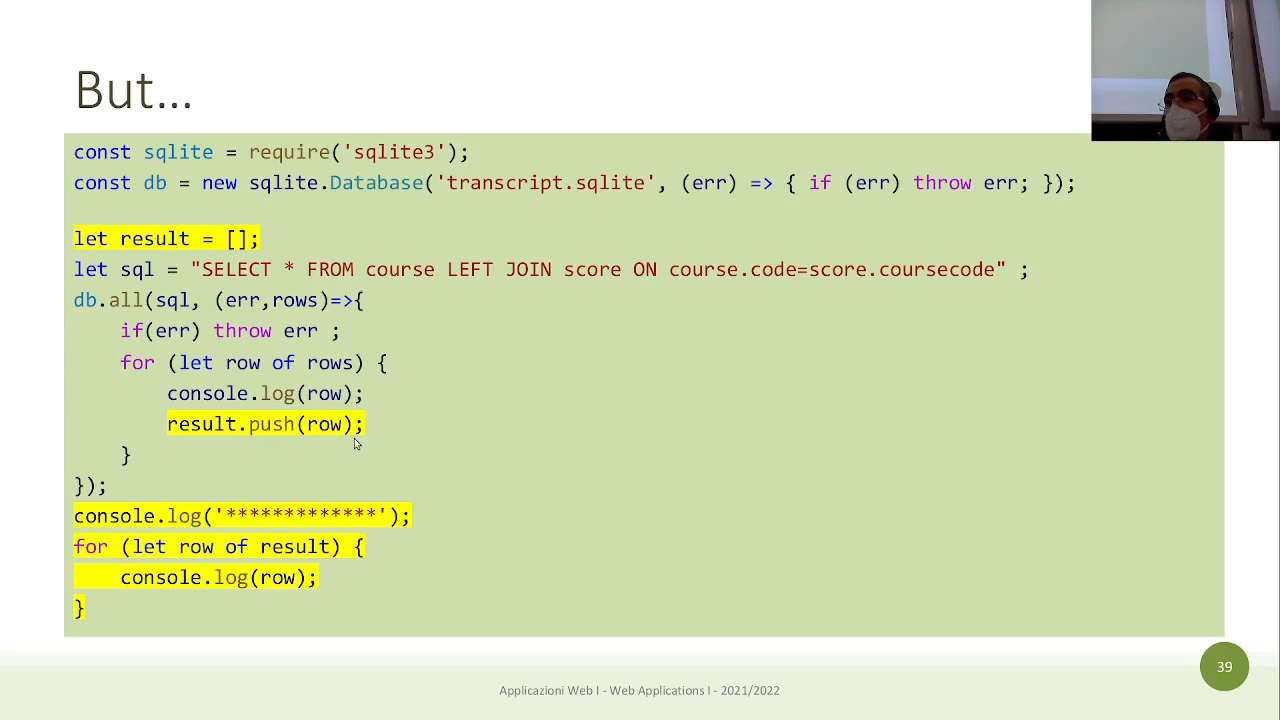 But…
const sqlite = require('sqlite3');
const db = new sqlite.Database('transcript.sqlite', (err) => { if (err) throw err; });
let result = [];
let sql = "SELECT * FROM course LEFT JOIN score ON course.code=score.coursecode" ;
db.all(sql, (err,rows)=>{
    if(err) throw err ;
    for (let row of rows) {
        console.log(row);
        result.push(row);
    }
});
console.log('*************');
for (let row of result) {
    console.log(row);
}
39
Applicazioni Web I - Web Applications I - 2021/2022